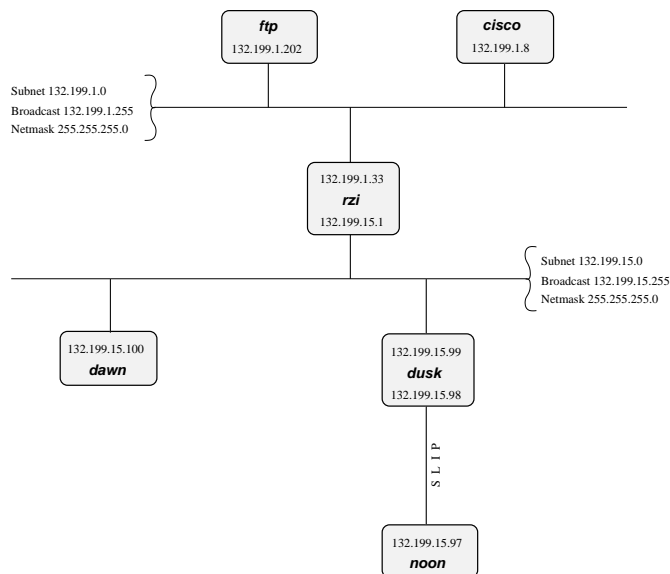 ftp
132.199.1.202
cisco
132.199.1.8
Subnet 132.199.1.0
Broadcast 132.199.1.255
Netmask 255.255.255.0
132.199.1.33
rzi
132.199.15.1
Subnet 132.199.15.0
Broadcast 132.199.15.255
Netmask 255.255.255.0
132.199.15.100
dawn
132.199.15.99
dusk
132.199.15.98
SLIP
132.199.15.97
noon